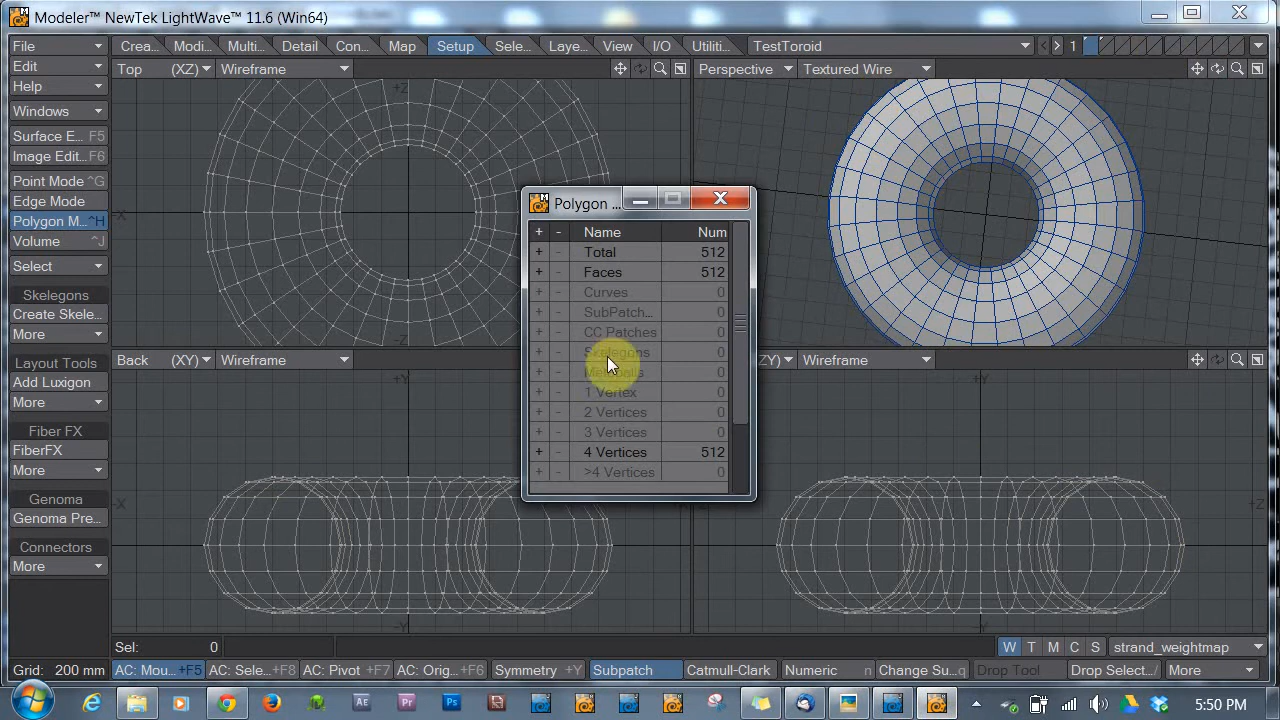 Modeler™ NewTek LightWave™ 11.6 (Win64)
File Crea... Modi... Multi... Detail Con... Map Setup Sele... Laye... View I/O Utiliti... TestToroid 1
Edit
Help
Windows
Surface E... F5
Image Edit... F6
Point Mode ^G
Edge Mode
Polygon M... ^H
Volume ^J
Select
Skelegons
Create Skele...
More
Layout Tools
Add Luxigon
More
Fiber FX
FiberFX
More
Genoma
Genoma Pre...
Connectors
More
Top (XZ) Wireframe
+Z
-X
-Z
Perspective Textured Wire
Polygon ...
+ - Name Num
+ - Total 512
+ - Faces 512
+ - Curves 0
+ - SubPatch... 0
+ - CC Patches 0
+ - Skelegons 0
+ - Metaballs 0
+ - 1 Vertex 0
+ - 2 Vertices 0
+ - 3 Vertices 0
+ - 4 Vertices 512
+ - >4 Vertices 0
Back (XY) Wireframe
+Y
-X
-Y
ZY) Wireframe
+Y
+Z
-Y
Sel: 0
W T M C S strand_weightmap
Grid: 200 mm AC: Mou... +F5 AC: Sele... +F8 AC: Pivot +F7 AC: Orig... +F6 Symmetry +Y Subpatch Catmull-Clark Numeric n Change Su... q Drop Tool Drop Select.../ More
Ae Pr Ps
5:50 PM